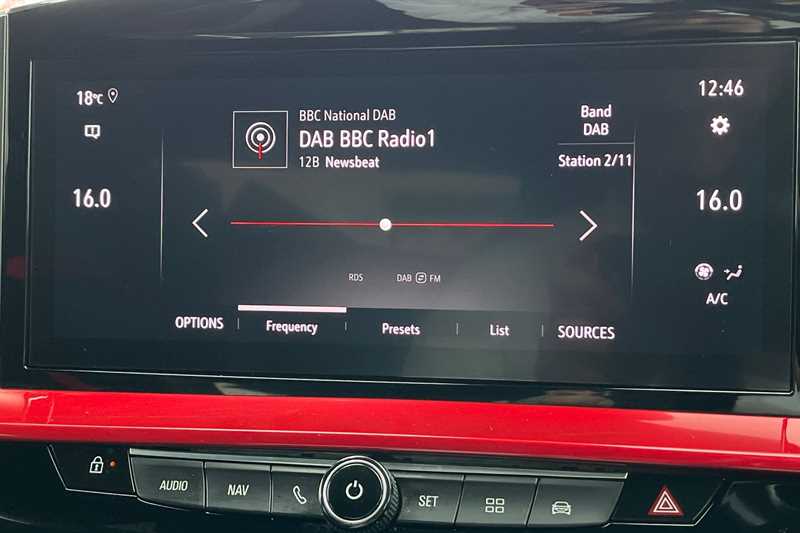 18°C
12:46
BBC National DAB
DAB BBC Radio1
12B Newsbeat
Band
DAB
Station 2/11
16.0
16.0
RDS
DAB FM
A/C
OPTIONS
Frequency
Presets
List
SOURCES
AUDIO
NAV
SET